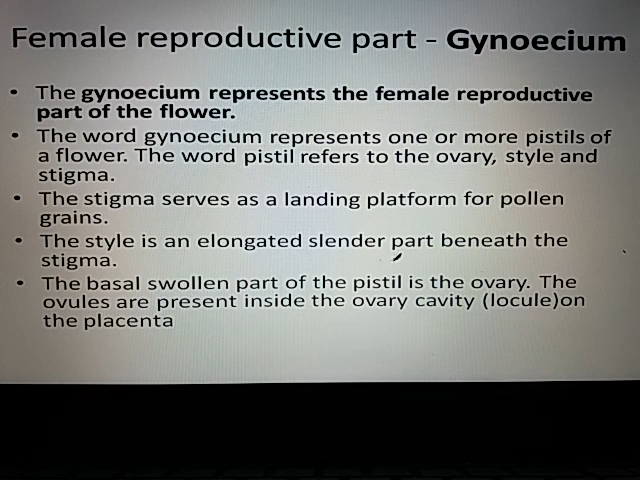 Female reproductive part - Gynoecium
• The gynoecium represents the female reproductive
part of the flower.
• The word gynoecium represents one or more pistils of
a flower. The word pistil refers to the ovary, style and
stigma.
• The stigma serves as a landing platform for pollen
grains.
• The style is an elongated slender part beneath the
stigma.
• The basal swollen part of the pistil is the ovary. The
ovules are present inside the ovary cavity (locule)on
the placenta